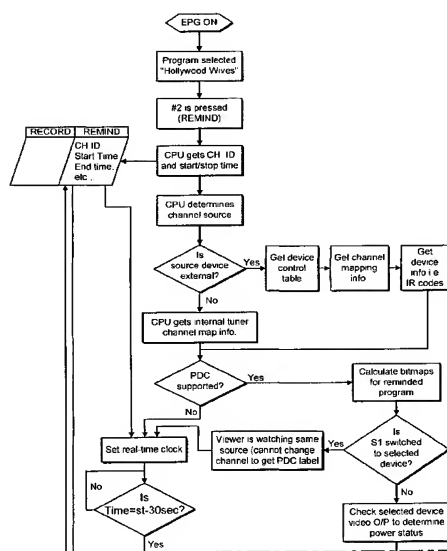 EPG ON
Program selected
"Hollywood Wives"
#2 is pressed
(REMIND)
RECORD
REMIND
CH ID
Start Time
End time,
etc .
CPU gets CH ID
and start/stop time
CPU determines
channel source
Is
source device
external?
Yes
Get device
control
table
Get channel
mapping
info
Get
device
info i e
IR codes
No
CPU gets internal tuner
channel map info.
PDC
supported?
Yes
Calculate bitmaps
for reminded
program
No
Is
S1 switched
to selected
device?
Yes
Viewer is watching same
source (cannot change
channel to get PDC label
Set real-time clock
No
Is
Time=st-30sec?
No
Check selected device
video O/P to determine
power status
Yes